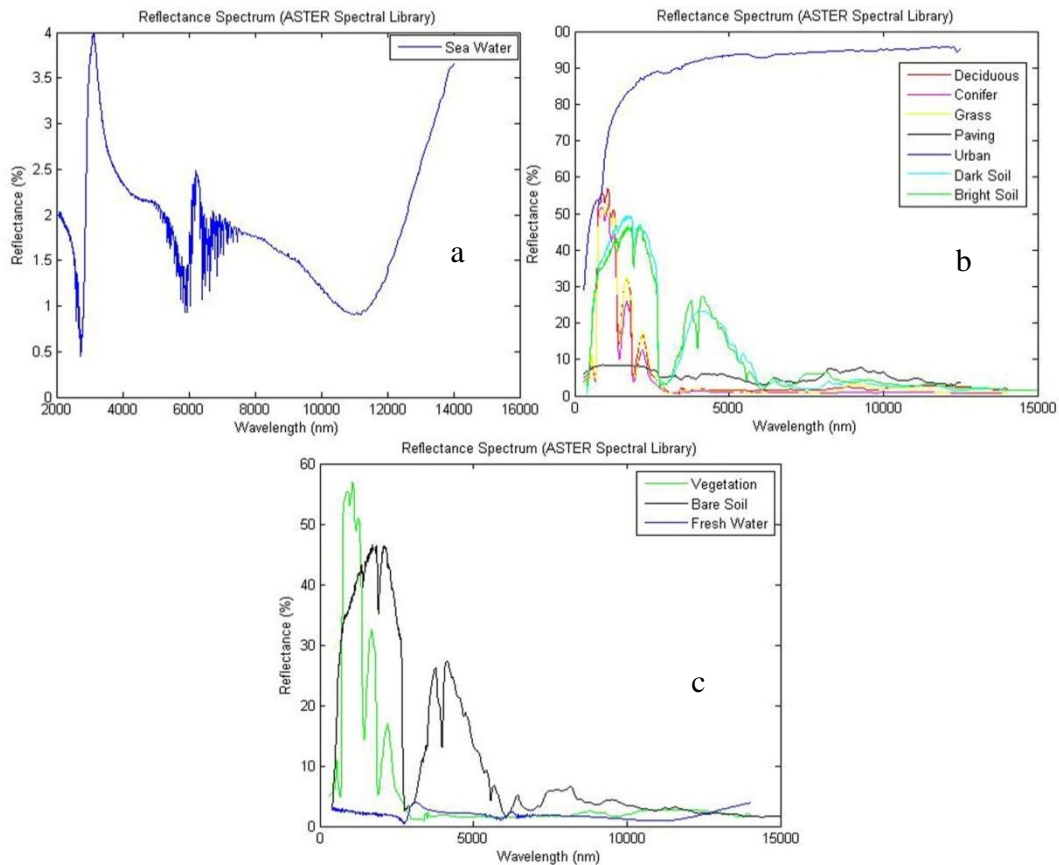 Reflectance Spectrum (ASTER Spectral Library)
4
3.5
3
2.5
2
1.5
1
0.5
0
Reflectance (%)
Sea Water
a
2000 4000 6000 8000 10000 12000 14000 16000
Wavelength (nm)
Reflectance Spectrum (ASTER Spectral Library)
00
90
80
70
60
50
40
30
20
10
0
Reflectance (%)
Deciduous
Conifer
Grass
Paving
Urban
Dark Soil
Bright Soil
b
0 5000 10000 15000
Wavelength (nm)
Reflectance Spectrum (ASTER Spectral Library)
60
50
40
30
20
10
0
Reflectance (%)
Vegetation
Bare Soil
Fresh Water
c
0 5000 10000 15000
Wavelength (nm)